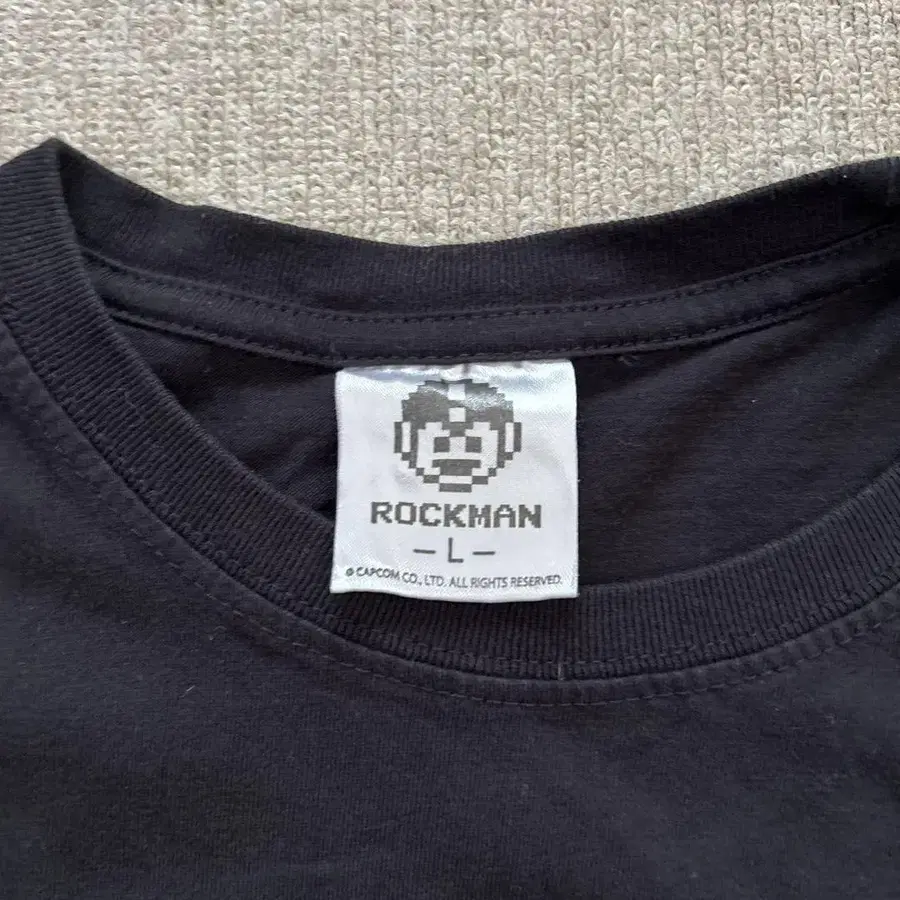 ROCKMAN
– L –
© CAPCOM CO., LTD. ALL RIGHTS RESERVED.